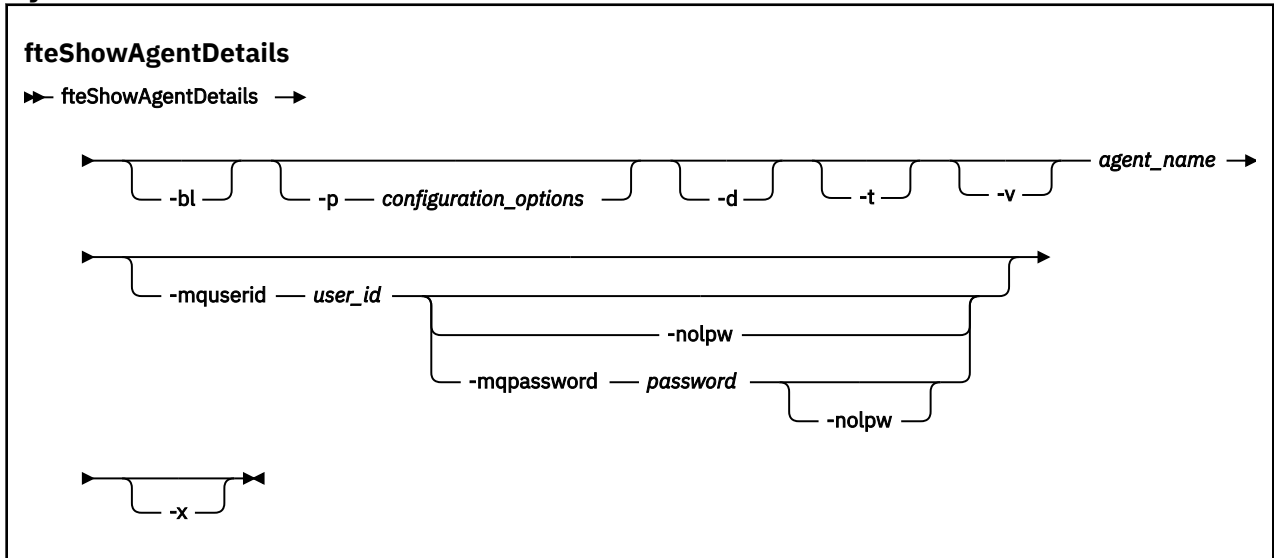 fteShowAgentDetails
fteShowAgentDetails
-bl -p configuration_options -d -t -v agent_name
-mquserid user_id
-nolpw
-mqpassword password
-nolpw
-x